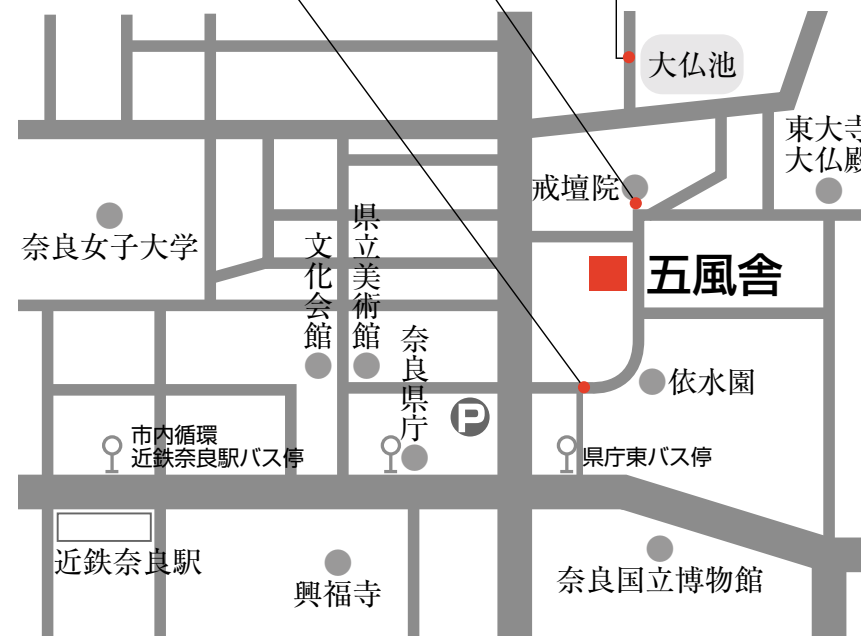 大仏池
東大寺
大仏殿
戒壇院
奈良女子大学
県立美術館
文化会館
五風舎
奈良県庁
依水園
P
市内循環
近鉄奈良駅バス停
県庁東バス停
近鉄奈良駅
興福寺
奈良国立博物館